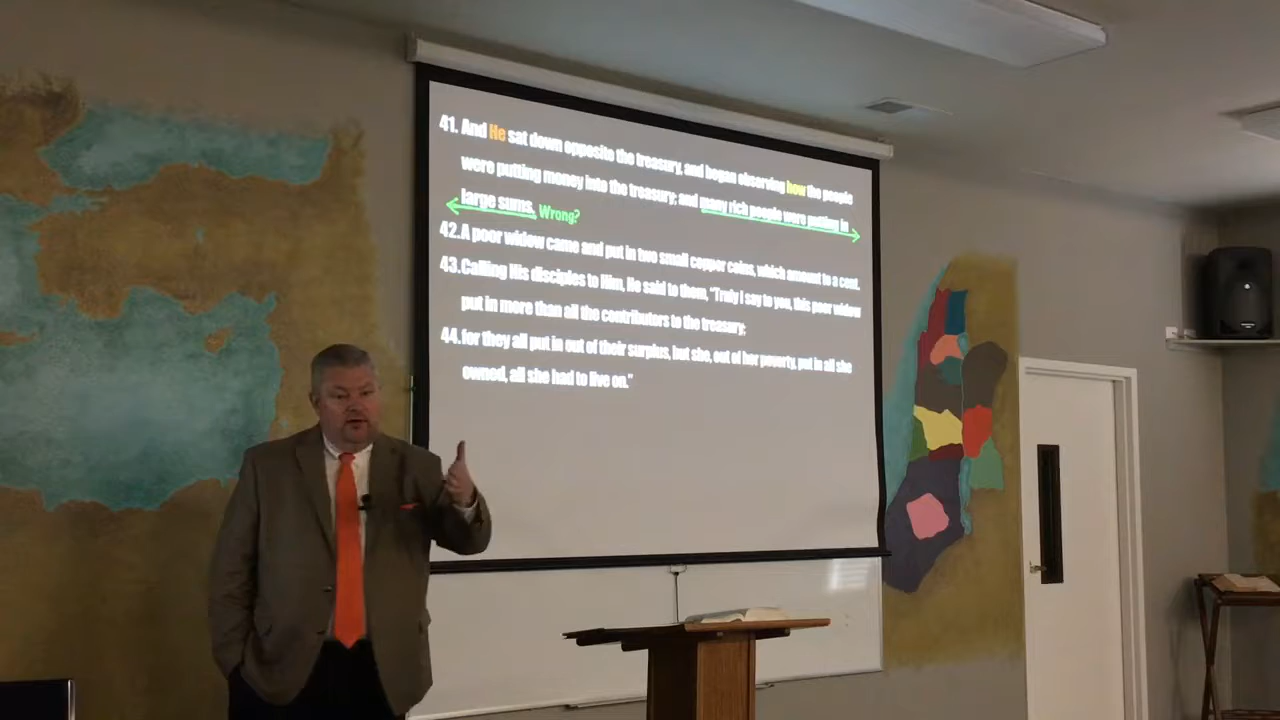 41. And He sat down opposite the treasury, and began observing how the people
were putting money into the treasury; and many rich people were putting in
large sums. Wrong?
42. A poor widow came and put in two small copper coins, which amount to a cent.
43. Calling His disciples to Him, He said to them, "Truly I say to you, this poor widow
put in more than all the contributors to the treasury;
44. for they all put in out of their surplus, but she, out of her poverty, put in all she
owned, all she had to live on."